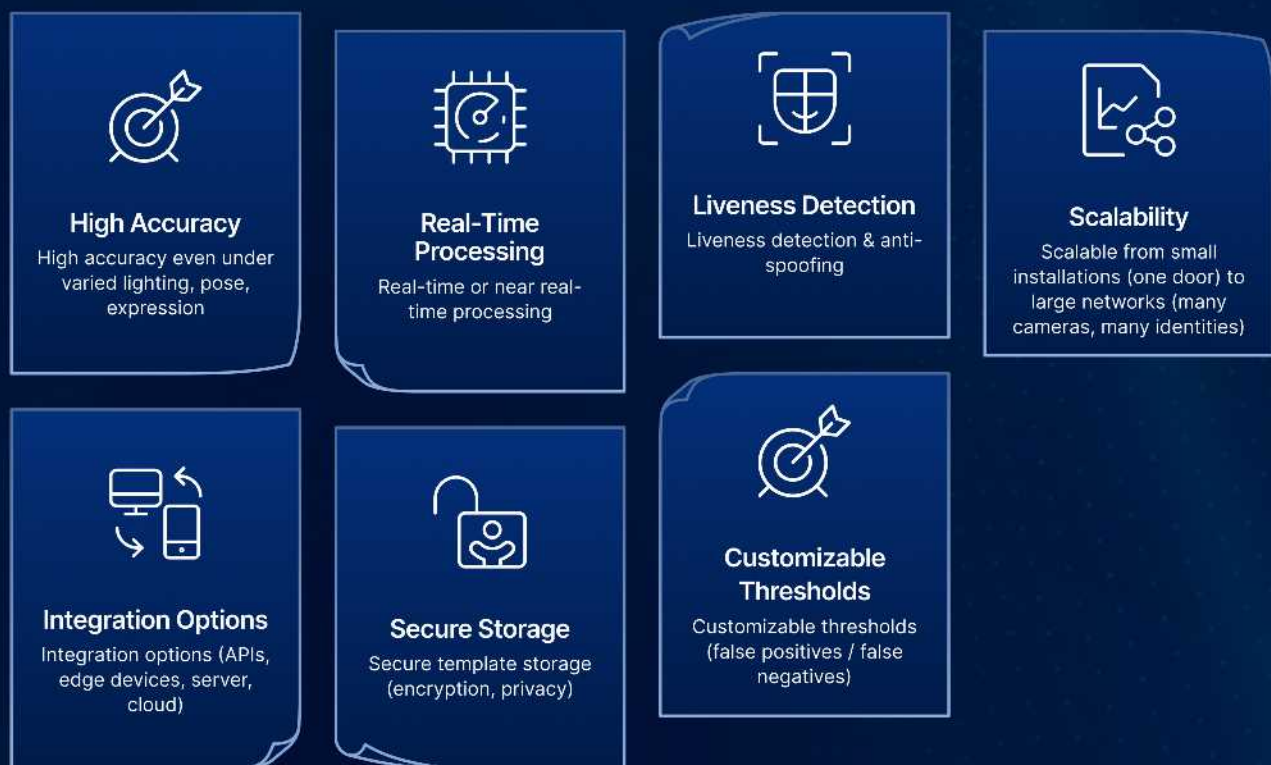 High Accuracy
High accuracy even under
varied lighting, pose,
expression
Real-Time
Processing
Real-time or near real-
time processing
Liveness Detection
Liveness detection & anti-
spoofing
Scalability
Scalable from small
installations (one door) to
large networks (many
cameras, many identities)
Integration Options
Integration options (APIs,
edge devices, server,
cloud)
Secure Storage
Secure template storage
(encryption, privacy)
Customizable
Thresholds
Customizable thresholds
(false positives / false
negatives)